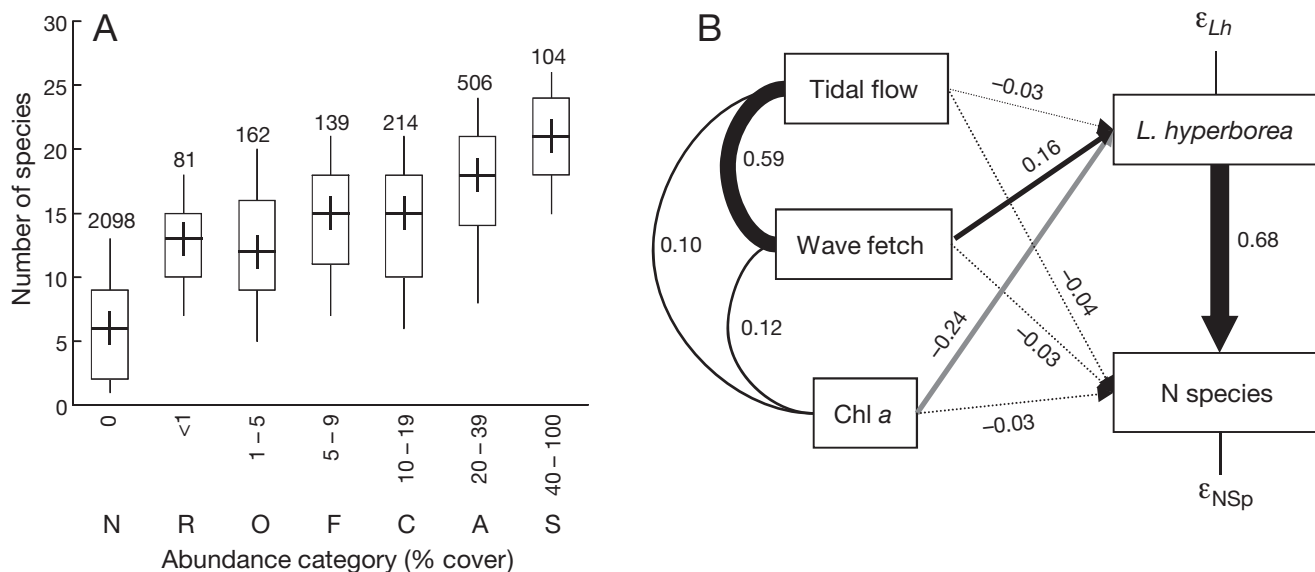 A
30
25
20
15
10
5
0
Number of species
2098
81
162
139
214
506
104
0
<1
1 – 5
5 – 9
10 – 19
20 – 39
40 – 100
N R O F C A S
Abundance category (% cover)
B
Tidal flow
Wave fetch
Chl a
L. hyperborea
N species
εLh
εNSp
0.59
0.10
0.12
–0.03
0.16
–0.24
–0.04
–0.03
–0.03
0.68